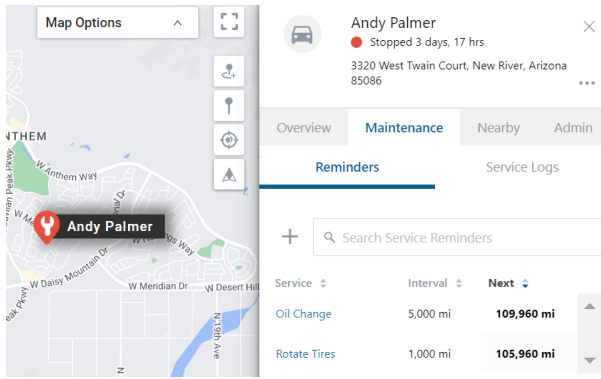 Map Options
NTHEM
W Anthem Way
Andy Palmer
W Daisy Mountain Dr
W Meridian Dr
W Desert Hill
N 19th Ave
N
Andy Palmer
Stopped 3 days, 17 hrs
3320 West Twain Court, New River, Arizona
85086
Overview
Maintenance
Nearby
Admin
Reminders
Service Logs
Search Service Reminders
Service
Interval
Next
Oil Change
5,000 mi
109,960 mi
Rotate Tires
1,000 mi
105,960 mi